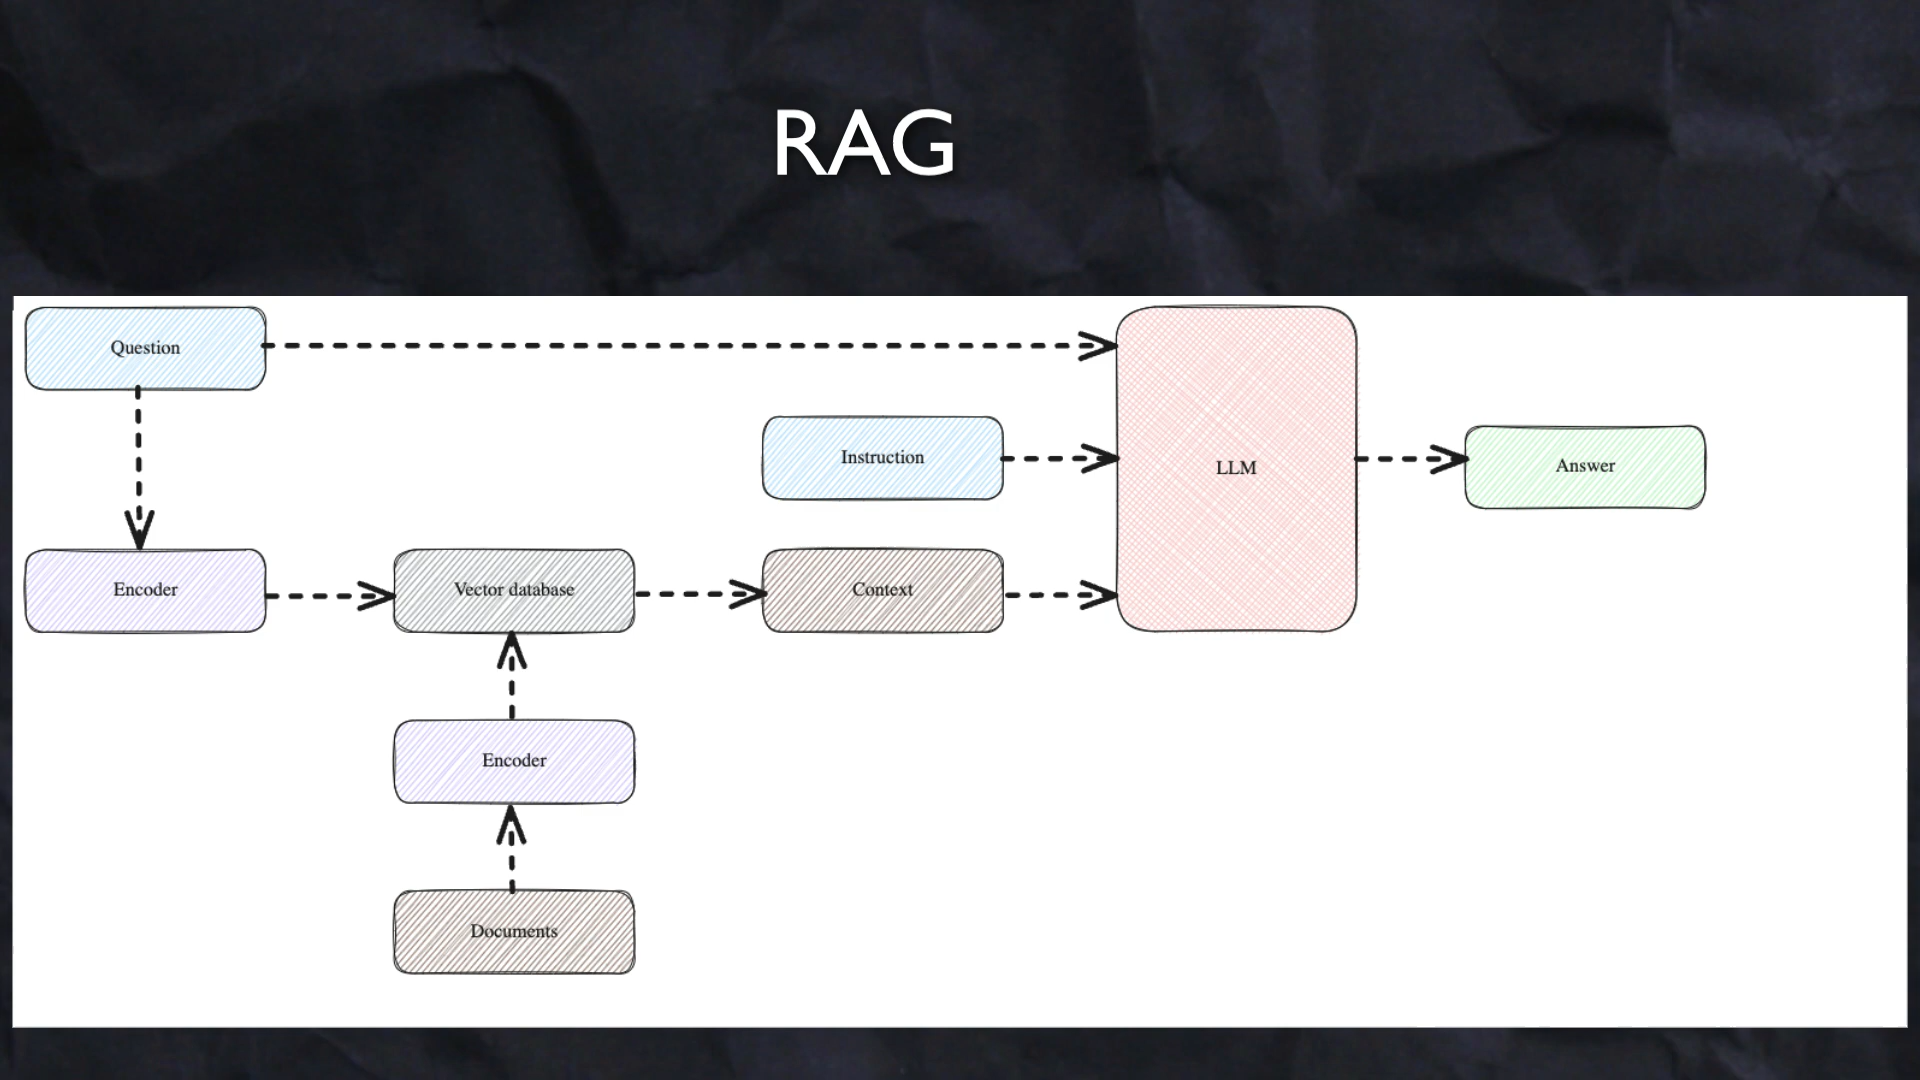 RAG
Question
Instruction
LLM
Answer
Encoder
Vector database
Context
Encoder
Documents